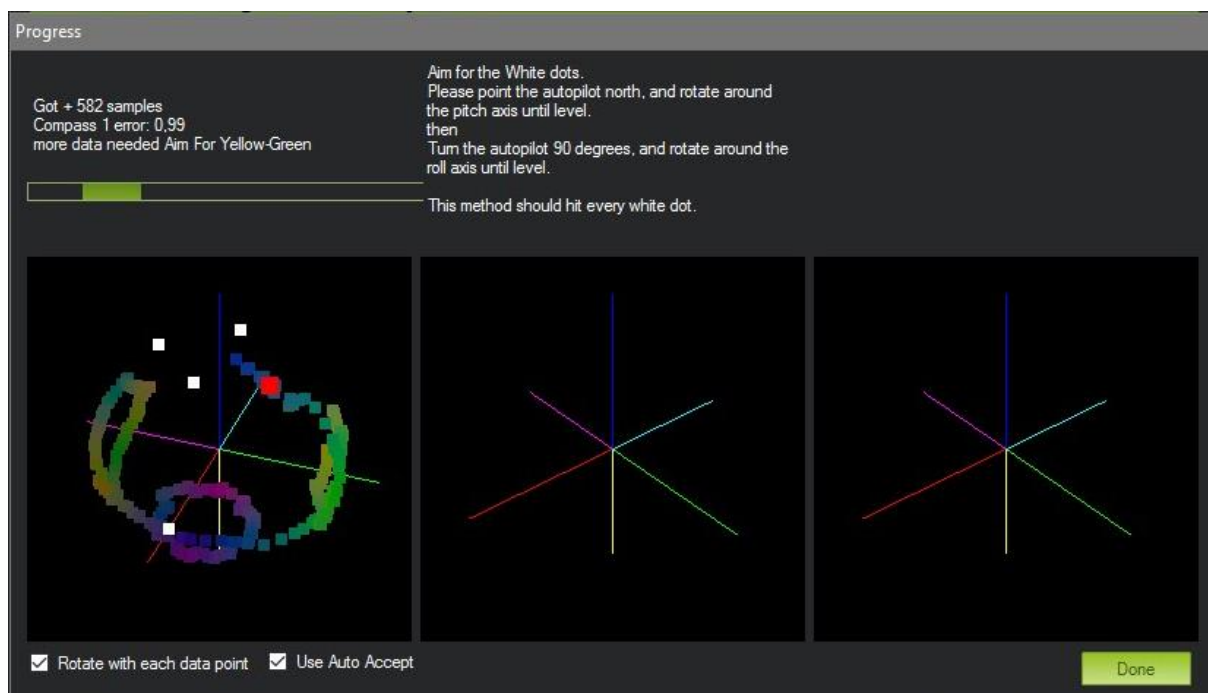 Progress
Got + 582 samples
Compass 1 error: 0,99
more data needed Aim For Yellow-Green
Aim for the White dots.
Please point the autopilot north, and rotate around
the pitch axis until level.
then
Turn the autopilot 90 degrees, and rotate around the
roll axis until level.
This method should hit every white dot.
Rotate with each data point
Use Auto Accept
Done